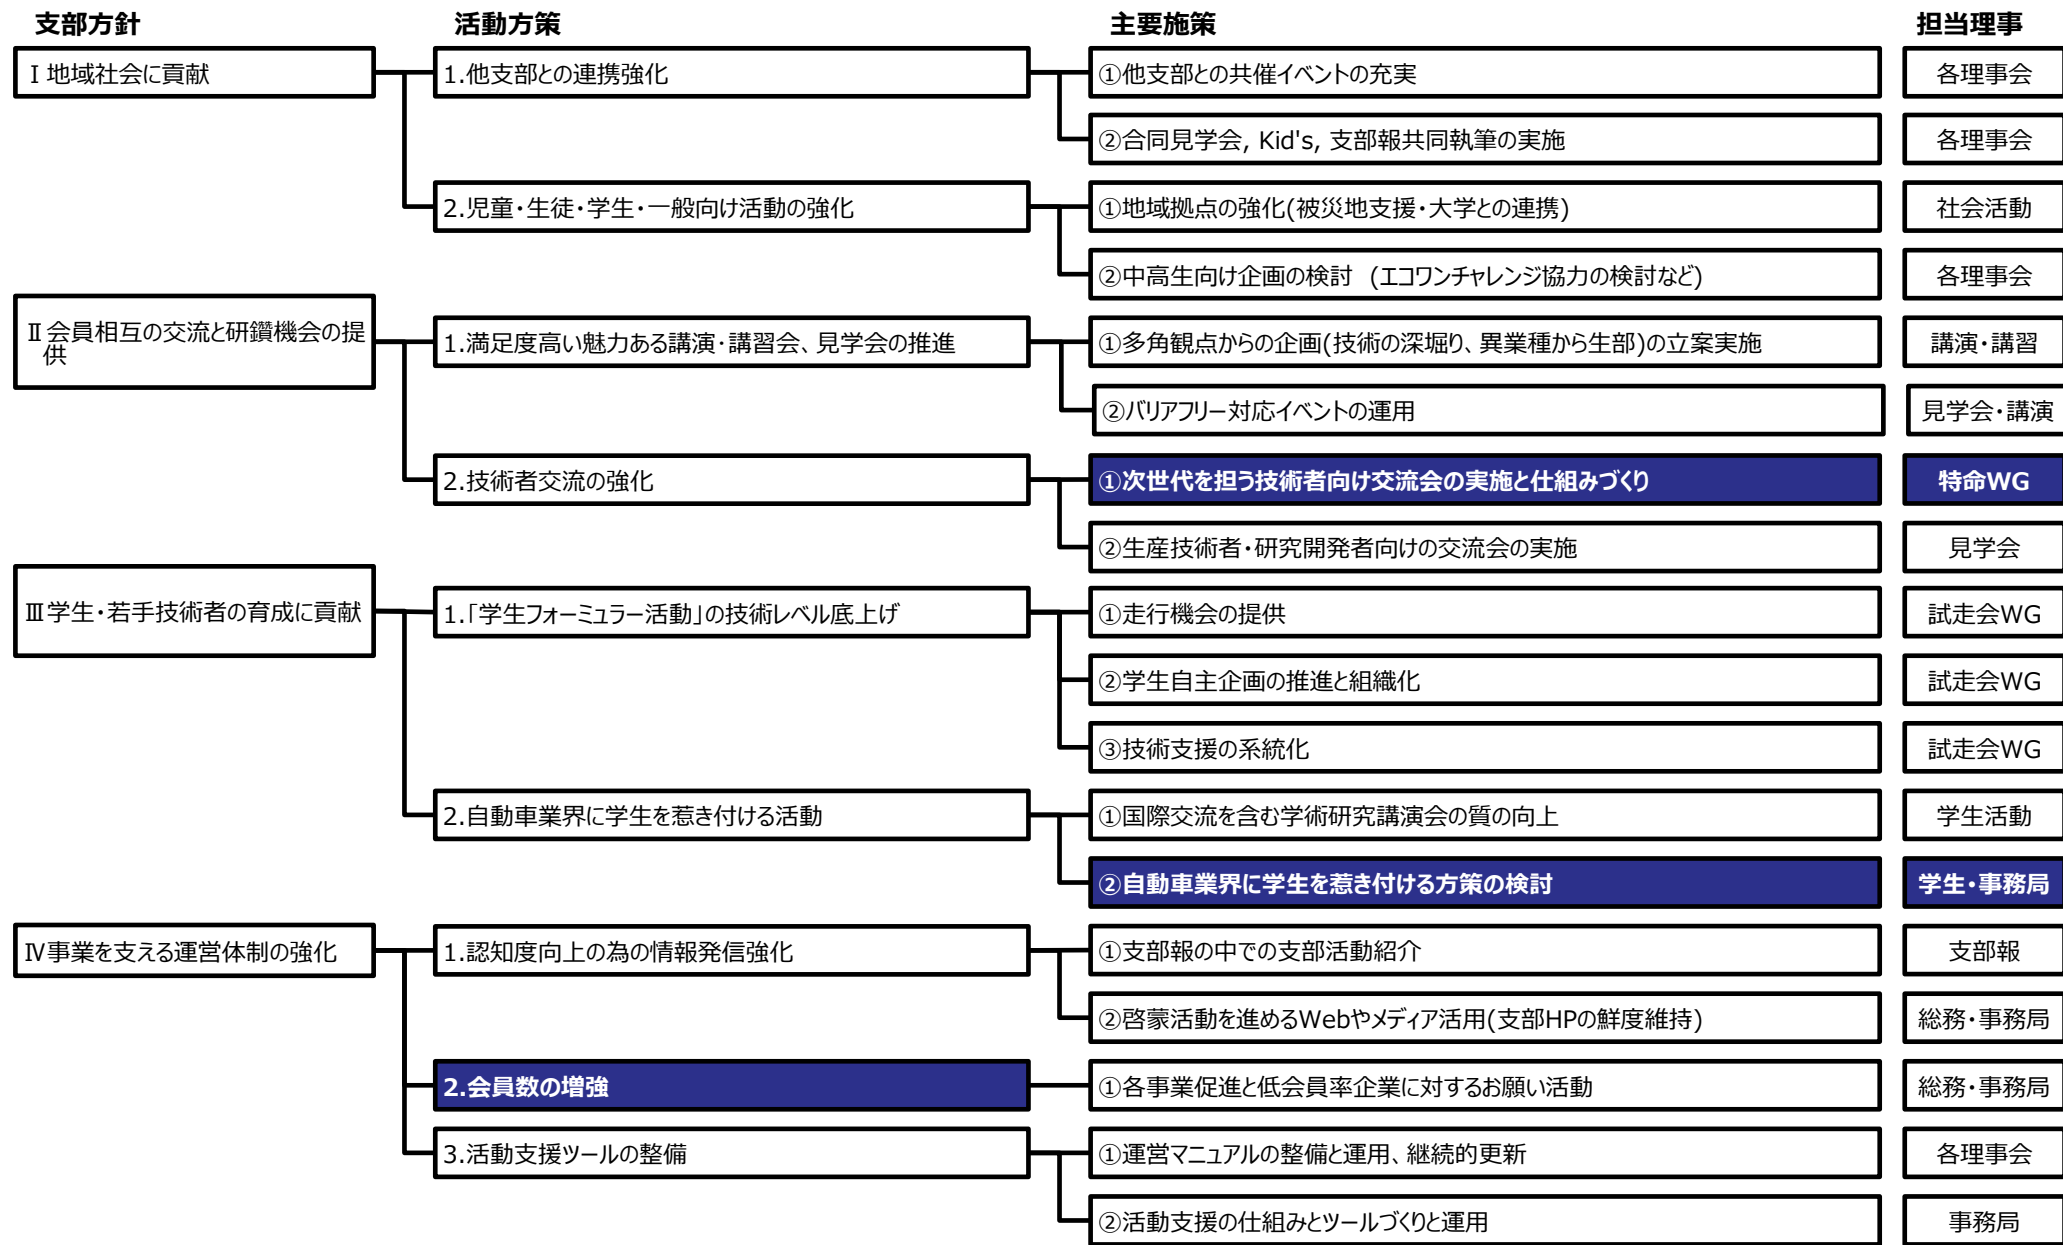 支部方針 活動方策 主要施策 担当理事
Ⅰ 地域社会に貢献 1.他支部との連携強化 ①他支部との共催イベントの充実 各理事会
②合同見学会, Kid's, 支部報共同執筆の実施 各理事会
2.児童・生徒・学生・一般向け活動の強化 ①地域拠点の強化(被災地支援・大学との連携) 社会活動
②中高生向け企画の検討 (エコワンチャレンジ協力の検討など) 各理事会
Ⅱ 会員相互の交流と研鑽機会の提
供
1.満足度高い魅力ある講演・講習会、見学会の推進 ①多角観点からの企画(技術の深堀り、異業種から生部)の立案実施 講演・講習
②バリアフリー対応イベントの運用 見学会・講演
2.技術者交流の強化 ①次世代を担う技術者向け交流会の実施と仕組みづくり 特命WG
②生産技術者・研究開発者向けの交流会の実施 見学会
Ⅲ 学生・若手技術者の育成に貢献 1.「学生フォーミュラー活動」の技術レベル底上げ ①走行機会の提供 試走会WG
②学生自主企画の推進と組織化 試走会WG
③技術支援の系統化 試走会WG
2.自動車業界に学生を惹き付ける活動 ①国際交流を含む学術研究講演会の質の向上 学生活動
②自動車業界に学生を惹き付ける方策の検討 学生・事務局
Ⅳ 事業を支える運営体制の強化 1.認知度向上の為の情報発信強化 ①支部報の中での支部活動紹介 支部報
②啓蒙活動を進めるWebやメディア活用(支部HPの鮮度維持) 総務・事務局
2.会員数の増強 ①各事業促進と低会員率企業に対するお願い活動 総務・事務局
3.活動支援ツールの整備 ①運営マニュアルの整備と運用、継続的更新 各理事会
②活動支援の仕組みとツールづくりと運用 事務局